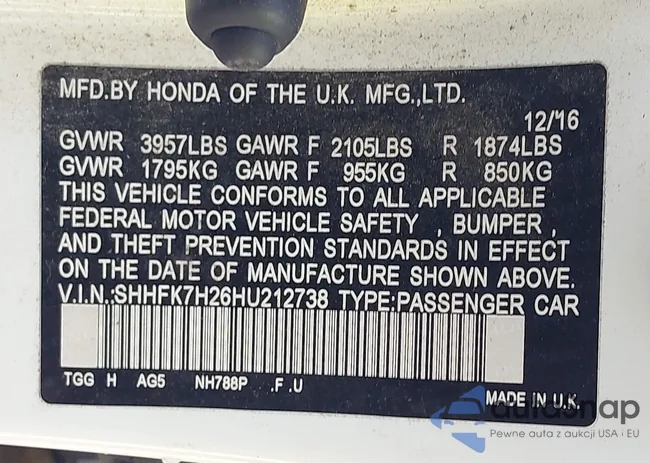 MFD.BY HONDA OF THE U.K. MFG.,LTD.
12/'16
GVWR 3957LBS GAWR F 2105LBS R 1874LBS
GVWR 1795KG GAWR F 955KG R 850KG
THIS VEHICLE CONFORMS TO ALL APPLICABLE
FEDERAL MOTOR VEHICLE SAFETY , BUMPER ,
AND THEFT PREVENTION STANDARDS IN EFFECT
ON THE DATE OF MANUFACTURE SHOWN ABOVE.
V.I.N.:SHHFK7H26HU212738 TYPE:PASSENGER CAR
TGG H AG5 NH788P .F .U
MADE IN U.K.
autosnap
Pewne auta z aukcji USA i EU